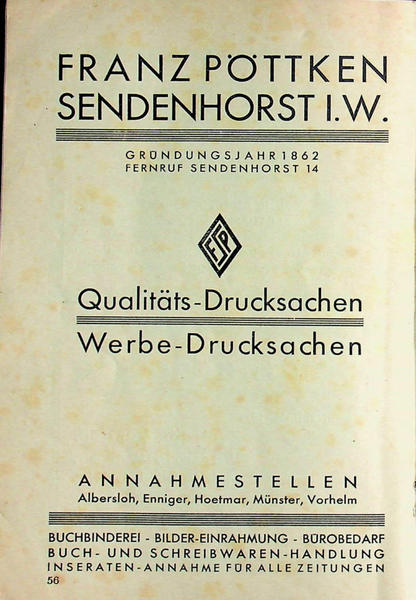 FRANZ PÖTTKEN
SENDENHORST I.W.
GRÜNDUNGSJAHR 1862
FERNRUF SENDENHORST 14
FSP
Qualitäts-Drucksachen
Werbe-Drucksachen
ANNAHMESTELLEN
Albersloh, Enniger, Hoetmar, Münster, Vorhelm
BUCHBINDEREI - BILDER-EINRAHMUNG - BÜROBEDARF
BUCH- UND SCHREIBWAREN-HANDLUNG
INSERATEN-ANNAHME FÜR ALLE ZEITUNGEN
56